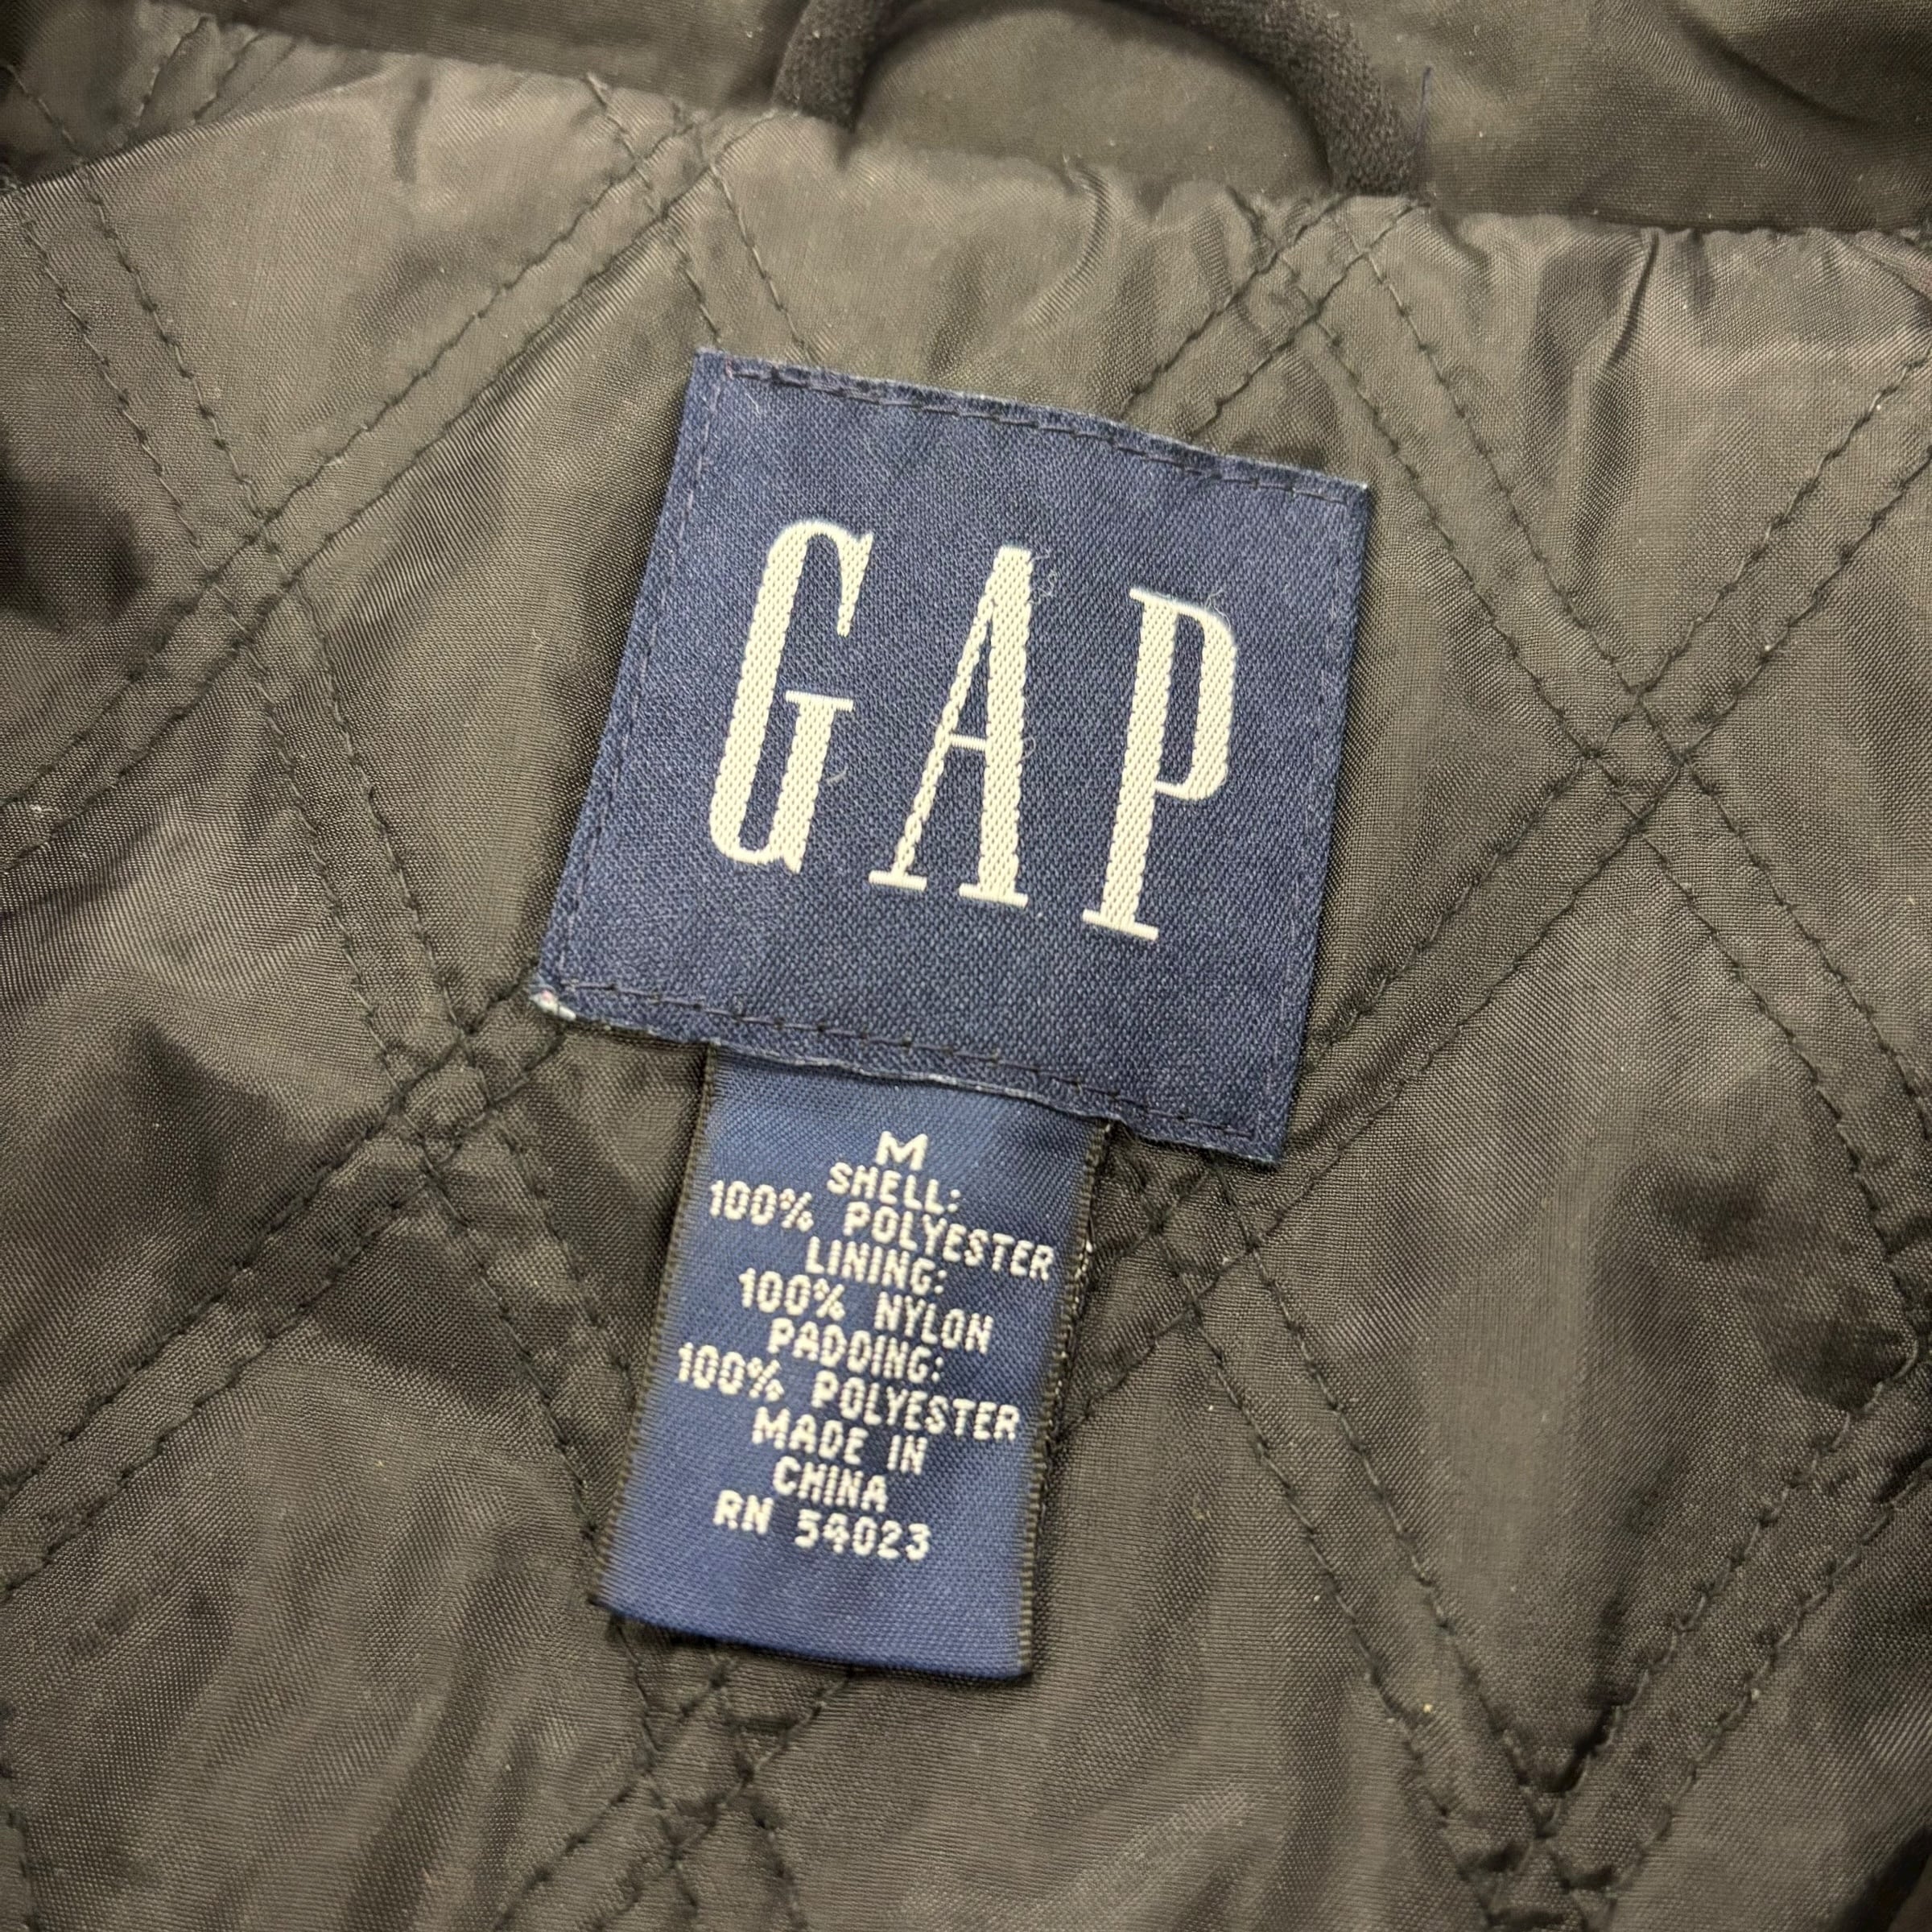 GAP
M
SHELL:
100% POLYESTER
LINING:
100% NYLON
PADDING:
100% POLYESTER
MADE IN
CHINA
RN 54023